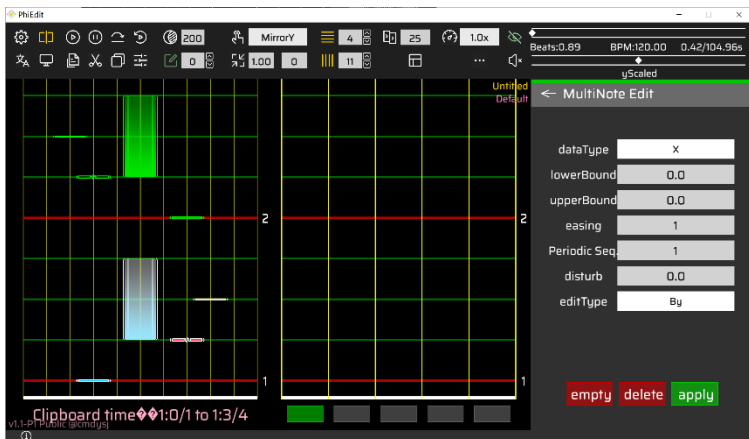 PhiEdit
200 MirrorY 4 25 1.0x
0 1.00 0 11 ...
Beats:0.89 BPM:120.00 0.42/104.96s
yScaled
Untitled
Default
← MultiNote Edit
dataType X
lowerBound 0.0
upperBound 0.0
easing 1
Periodic Seq. 1
disturb 0.0
editType By
empty delete apply
2
2
1
1
Clipboard time��1:0/1 to 1:3/4
v1.1-PT Public @cmdysj